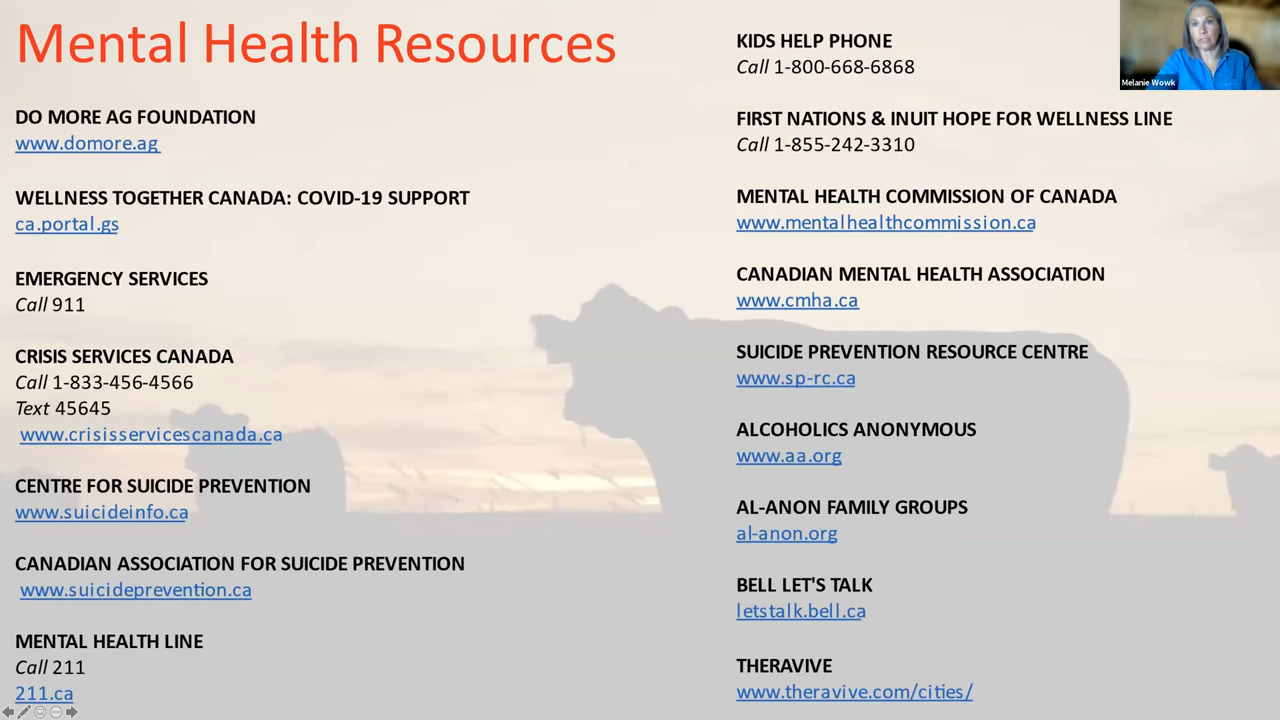 Mental Health Resources
DO MORE AG FOUNDATION
www.domore.ag
WELLNESS TOGETHER CANADA: COVID-19 SUPPORT
ca.portal.gs
EMERGENCY SERVICES
Call 911
CRISIS SERVICES CANADA
Call 1-833-456-4566
Text 45645
www.crisisservicescanada.ca
CENTRE FOR SUICIDE PREVENTION
www.suicideinfo.ca
CANADIAN ASSOCIATION FOR SUICIDE PREVENTION
www.suicideprevention.ca
MENTAL HEALTH LINE
Call 211
211.ca
KIDS HELP PHONE
Call 1-800-668-6868
FIRST NATIONS & INUIT HOPE FOR WELLNESS LINE
Call 1-855-242-3310
MENTAL HEALTH COMMISSION OF CANADA
www.mentalhealthcommission.ca
CANADIAN MENTAL HEALTH ASSOCIATION
www.cmha.ca
SUICIDE PREVENTION RESOURCE CENTRE
www.sp-rc.ca
ALCOHOLICS ANONYMOUS
www.aa.org
AL-ANON FAMILY GROUPS
al-anon.org
BELL LET'S TALK
letstalk.bell.ca
THERAVIVE
www.theravive.com/cities/
Melanie Wowk